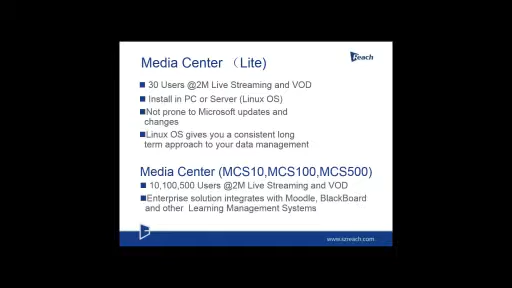 Media Center （Lite)
iZReach
30 Users @2M Live Streaming and VOD
Install in PC or Server (Linux OS)
Not prone to Microsoft updates and
changes
Linux OS gives you a consistent long
term approach to your data management
Media Center (MCS10,MCS100,MCS500)
10,100,500 Users @2M Live Streaming and VOD
Enterprise solution integrates with Moodle, BlackBoard
and other Learning Management Systems
www.izreach.com